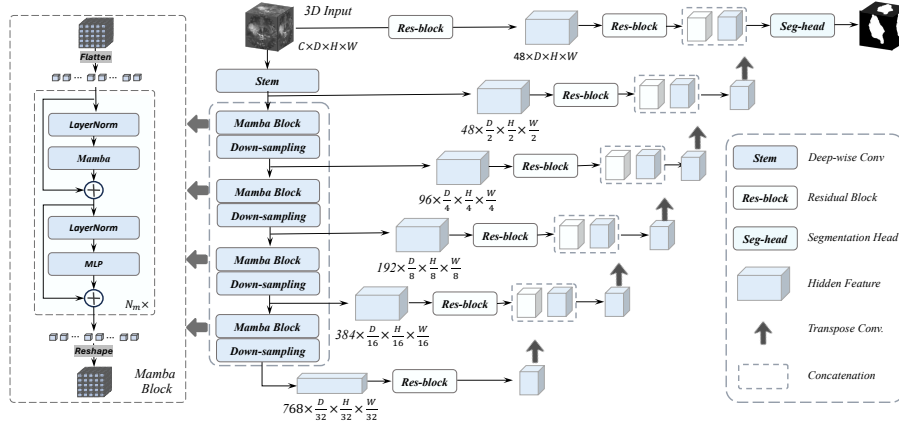 Flatten
...
...
LayerNorm
Mamba
LayerNorm
MLP
N_m ×
...
...
Reshape
Mamba
Block
3D Input
C×D×H×W
Stem
Mamba Block
Down-sampling
Mamba Block
Down-sampling
Mamba Block
Down-sampling
Mamba Block
Down-sampling
Res-block
48×D×H×W
Res-block
Seg-head
48 × D/2 × H/2 × W/2
Res-block
96 × D/4 × H/4 × W/4
Res-block
192 × D/8 × H/8 × W/8
Res-block
384 × D/16 × H/16 × W/16
Res-block
768 × D/32 × H/32 × W/32
Res-block
Stem Deep-wise Conv
Res-block Residual Block
Seg-head Segmentation Head
Hidden Feature
Transpose Conv.
Concatenation